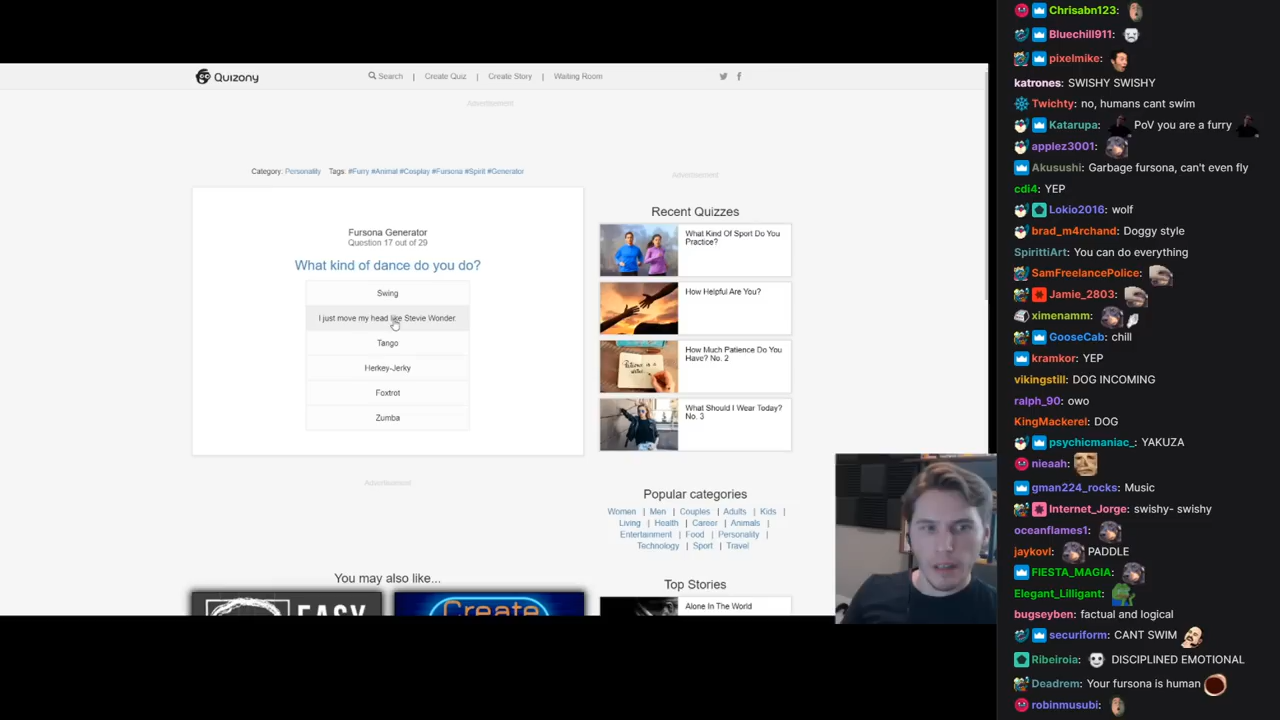 Quizony
Search | Create Quiz | Create Story | Waiting Room
Advertisement
Category: Personality Tags: #Furry #Animal #Cosplay #Fursona #Spirit #Generator
Fursona Generator
Question 17 out of 29
What kind of dance do you do?
Swing
I just move my head like Stevie Wonder.
Tango
Herkey-Jerky
Foxtrot
Zumba
Advertisement
You may also like...
EASY
Create
Advertisement
Recent Quizzes
What Kind Of Sport Do You
Practice?
How Helpful Are You?
How Much Patience Do You
Have? No. 2
What Should I Wear Today?
No. 3
Popular categories
Women | Men | Couples | Adults | Kids |
Living | Health | Career | Animals |
Entertainment | Food | Personality |
Technology | Sport | Travel
Top Stories
Alone In The World
Chrisabn123:
Bluechill911:
pixelmike:
katrones: SWISHY SWISHY
Twichty: no, humans cant swim
Katarupa: PoV you are a furry
applez3001:
Akusushi: Garbage fursona, can't even fly
cdi4: YEP
Lokio2016: wolf
brad_m4rchand: Doggy style
SpirittiArt: You can do everything
SamFreelancePolice:
Jamie_2803:
ximenamm:
GooseCab: chill
kramkor: YEP
vikingstill: DOG INCOMING
ralph_90: owo
KingMackerel: DOG
psychicmaniac_: YAKUZA
nieaah:
gman224_rocks: Music
Internet_Jorge: swishy- swishy
oceanflames1:
jaykovi: PADDLE
FIESTA_MAGIA:
Elegant_Lilligant:
bugseyben: factual and logical
securiform: CANT SWIM
Ribeiroia: DISCIPLINED EMOTIONAL
Deadrem: Your fursona is human
robinmusubi: